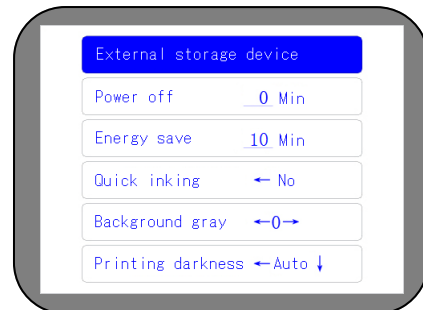 External storage device
Power off 0 Min
Energy save 10 Min
Quick inking ← No
Background gray ←0→
Printing darkness ←Auto ↓